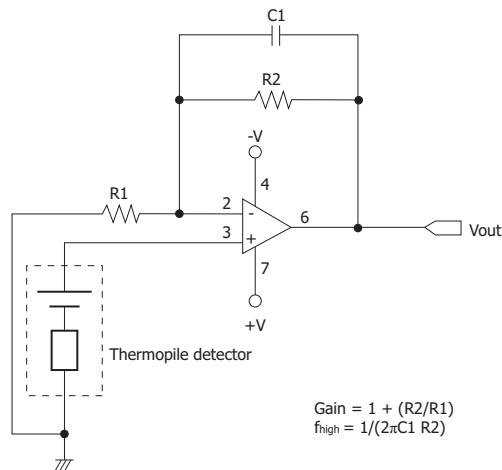 C1
R2
-V
4
R1
2
-
6
3
+
Vout
7
+V
Thermopile detector
Gain = 1 + (R2/R1)
fhigh = 1/(2πC1 R2)